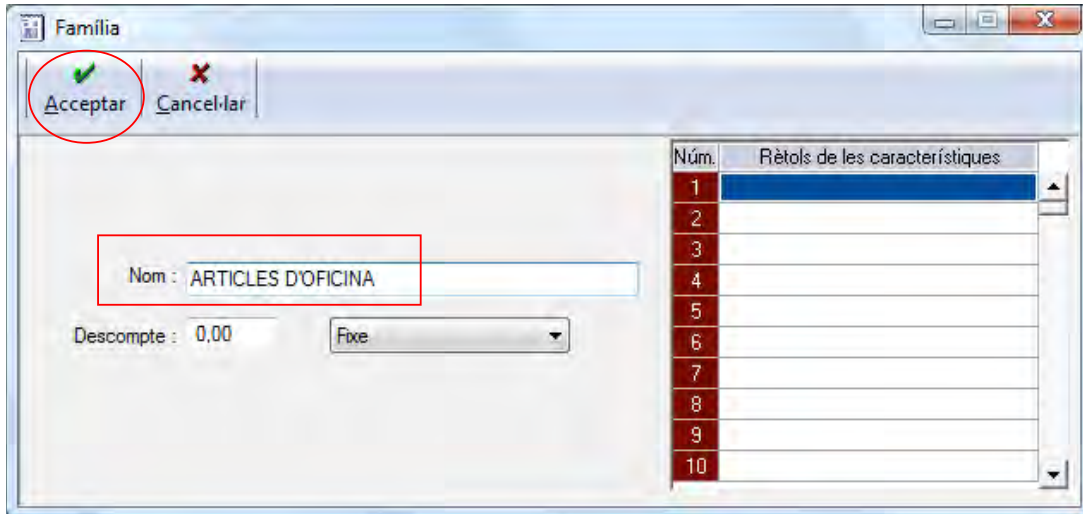 Família
Acceptar Cancel·lar
Núm. Rètols de les característiques
1
2
3
4
5
6
7
8
9
10
Nom : ARTICLES D'OFICINA
Descompte : 0,00 Fixe